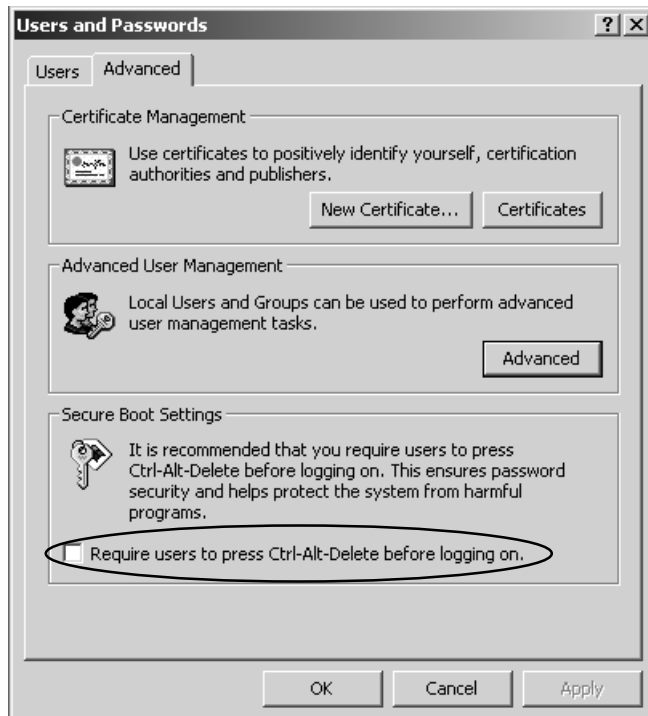 Users and Passwords
Users
Advanced
Certificate Management
Use certificates to positively identify yourself, certification
authorities and publishers.
New Certificate...
Certificates
Advanced User Management
Local Users and Groups can be used to perform advanced
user management tasks.
Advanced
Secure Boot Settings
It is recommended that you require users to press
Ctrl-Alt-Delete before logging on. This ensures password
security and helps protect the system from harmful
programs.
Require users to press Ctrl-Alt-Delete before logging on.
OK
Cancel
Apply